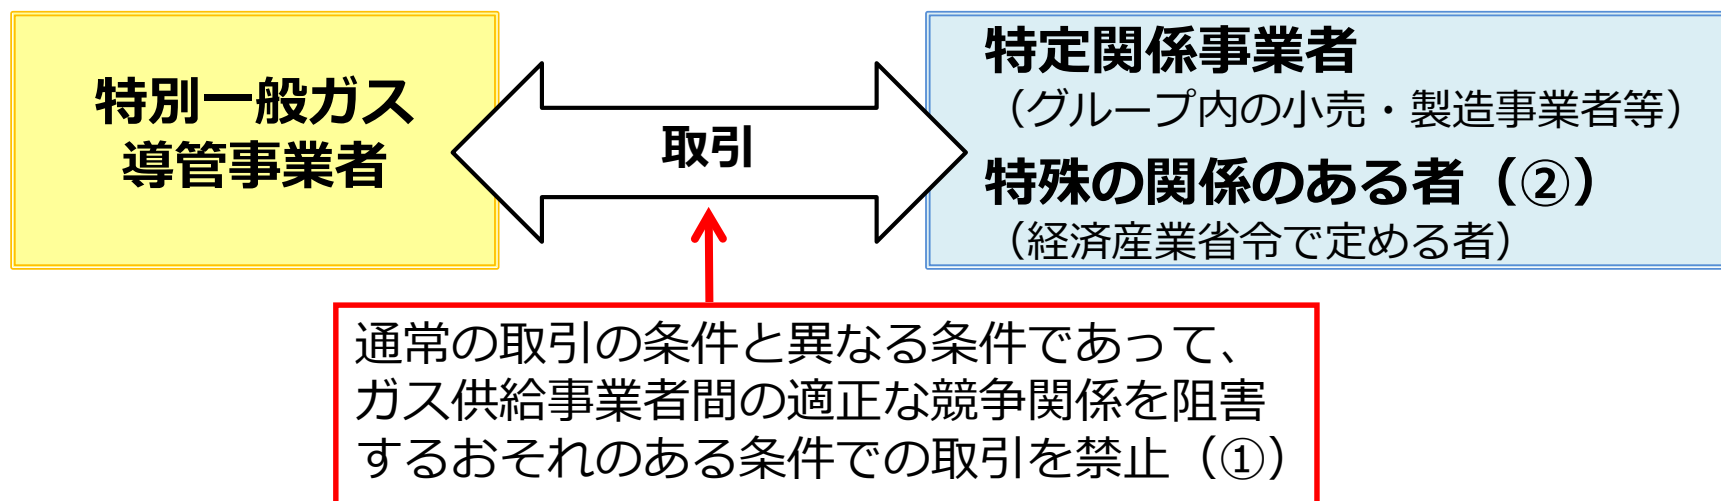 特別一般ガス
導管事業者
取引
特定関係事業者
（グループ内の小売・製造事業者等）
特殊の関係のある者（②）
（経済産業省令で定める者）
通常の取引の条件と異なる条件であって、
ガス供給事業者間の適正な競争関係を阻害
するおそれのある条件での取引を禁止（①）